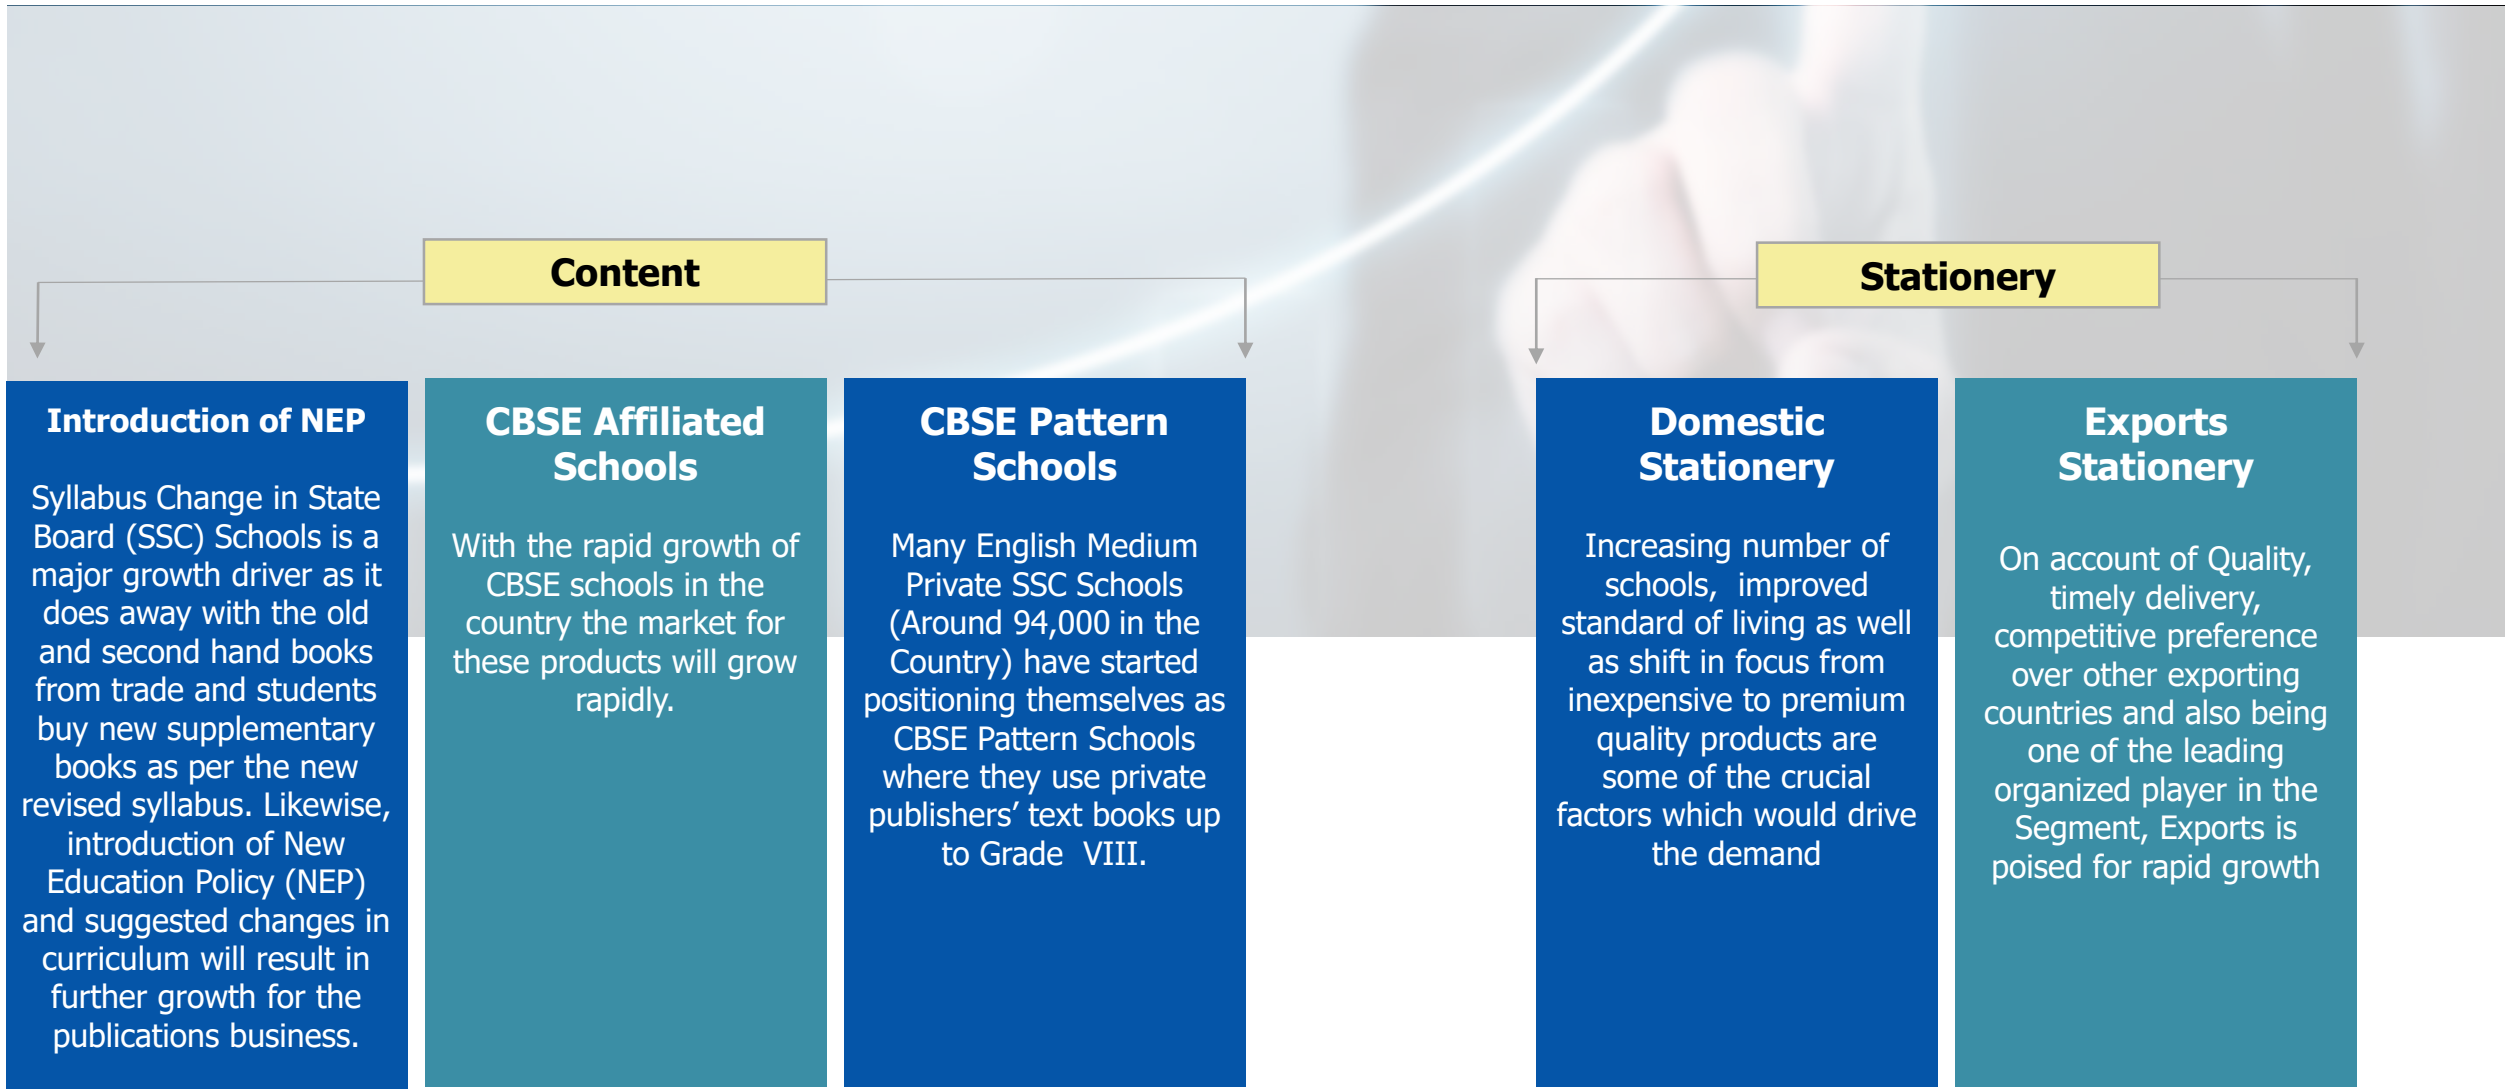 Content
Introduction of NEP
Syllabus Change in State
Board (SSC) Schools is a
major growth driver as it
does away with the old
and second hand books
from trade and students
buy new supplementary
books as per the new
revised syllabus. Likewise,
introduction of New
Education Policy (NEP)
and suggested changes in
curriculum will result in
further growth for the
publications business.
CBSE Affiliated
Schools
With the rapid growth of
CBSE schools in the
country the market for
these products will grow
rapidly.
CBSE Pattern
Schools
Many English Medium
Private SSC Schools
(Around 94,000 in the
Country) have started
positioning themselves as
CBSE Pattern Schools
where they use private
publishers’ text books up
to Grade  VIII.
Stationery
Domestic
Stationery
Increasing number of
schools,  improved
standard of living as well
as shift in focus from
inexpensive to premium
quality products are
some of the crucial
factors which would drive
the demand
Exports
Stationery
On account of Quality,
timely delivery,
competitive preference
over other exporting
countries and also being
one of the leading
organized player in the
Segment, Exports is
poised for rapid growth